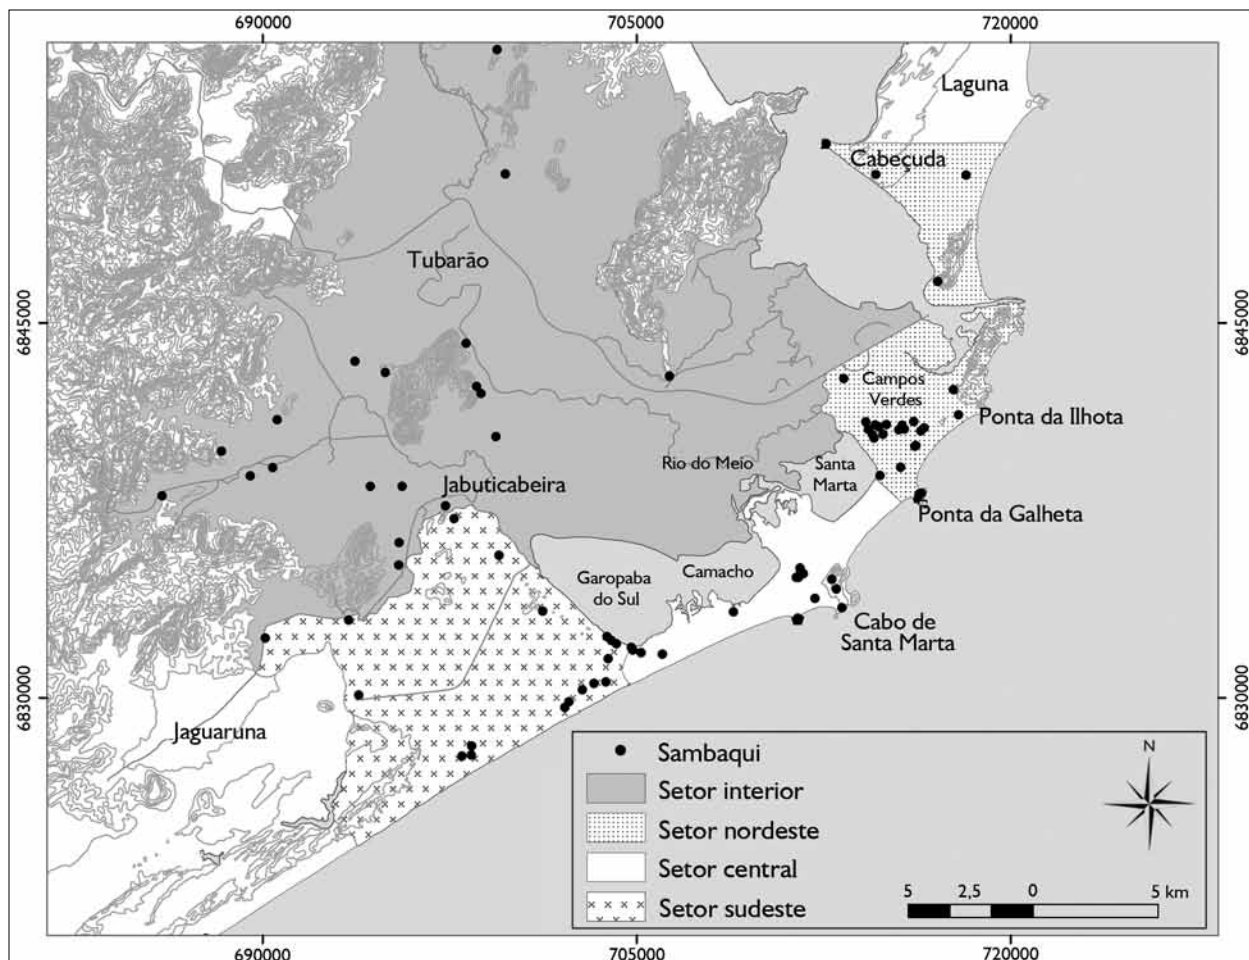 690000
705000
720000
Laguna
Cabeçuda
Tubarão
6845000
6845000
Campos
Verdes
Ponta da Ilhota
Rio do Meio
Santa
Marta
Jabuticabeira
Ponta da Galheta
Garopaba
do Sul
Camacho
Cabo de
Santa Marta
6830000
6830000
Jaguaruna
Sambaqui
Setor interior
Setor nordeste
Setor central
Setor sudeste
N
5 2,5 0 5 km
690000
705000
720000